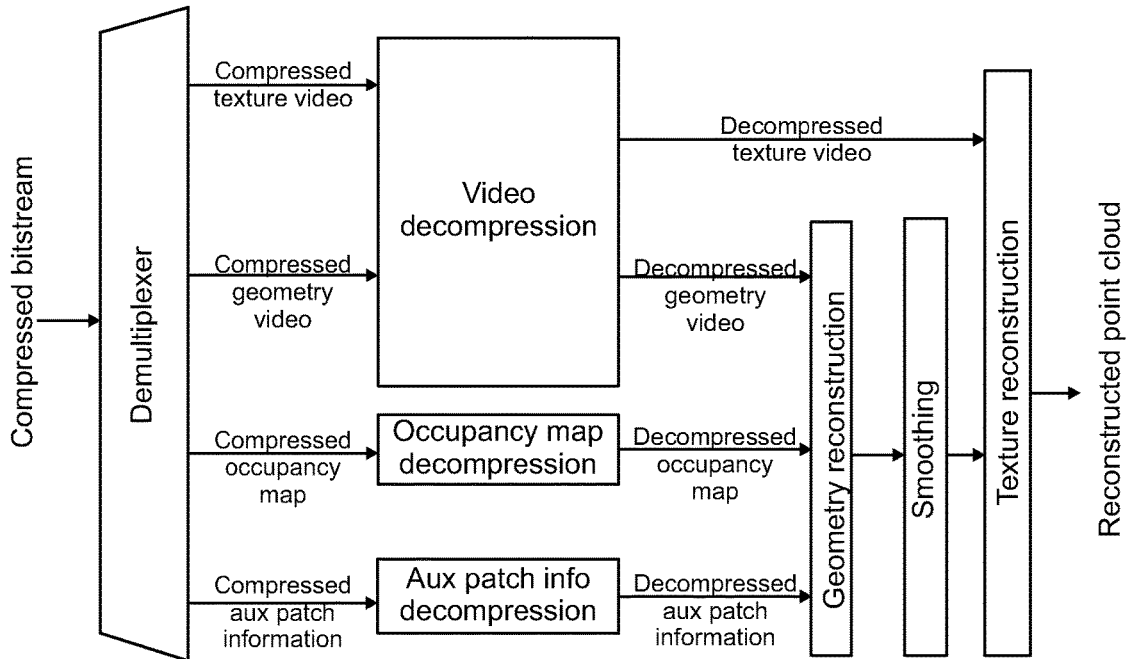 Compressed bitstream
Demultiplexer
Compressed
texture video
Compressed
geometry
video
Compressed
occupancy
map
Compressed
aux patch
information
Video
decompression
Occupancy map
decompression
Aux patch info
decompression
Decompressed
texture video
Decompressed
geometry
video
Decompressed
occupancy
map
Decompressed
aux patch
information
Geometry reconstruction
Smoothing
Texture reconstruction
Reconstructed point cloud